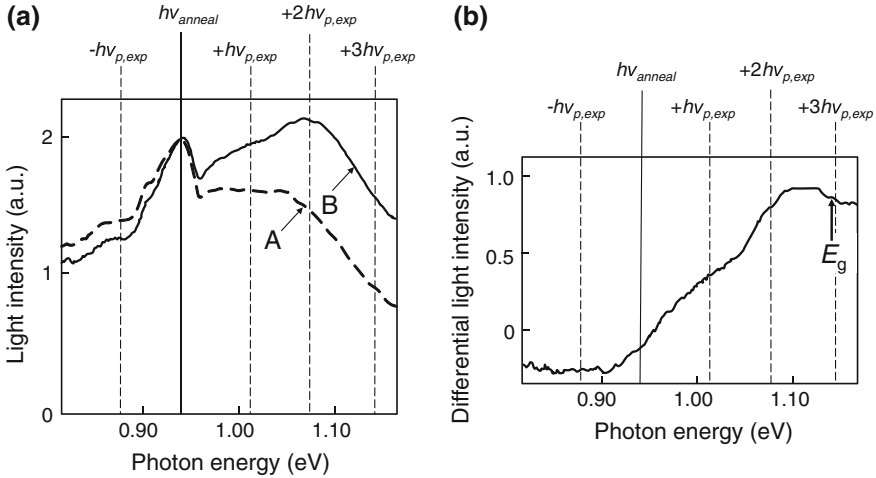 (a)
hν_anneal
+2hν_p,exp
-hν_p,exp
+hν_p,exp
+3hν_p,exp
Light intensity (a.u.)
2
1
0
A
B
0.90 1.00 1.10
Photon energy (eV)
(b)
hν_anneal
+2hν_p,exp
-hν_p,exp
+hν_p,exp
+3hν_p,exp
Differential light intensity (a.u.)
1.0
0.5
0
E_g
0.90 1.00 1.10
Photon energy (eV)